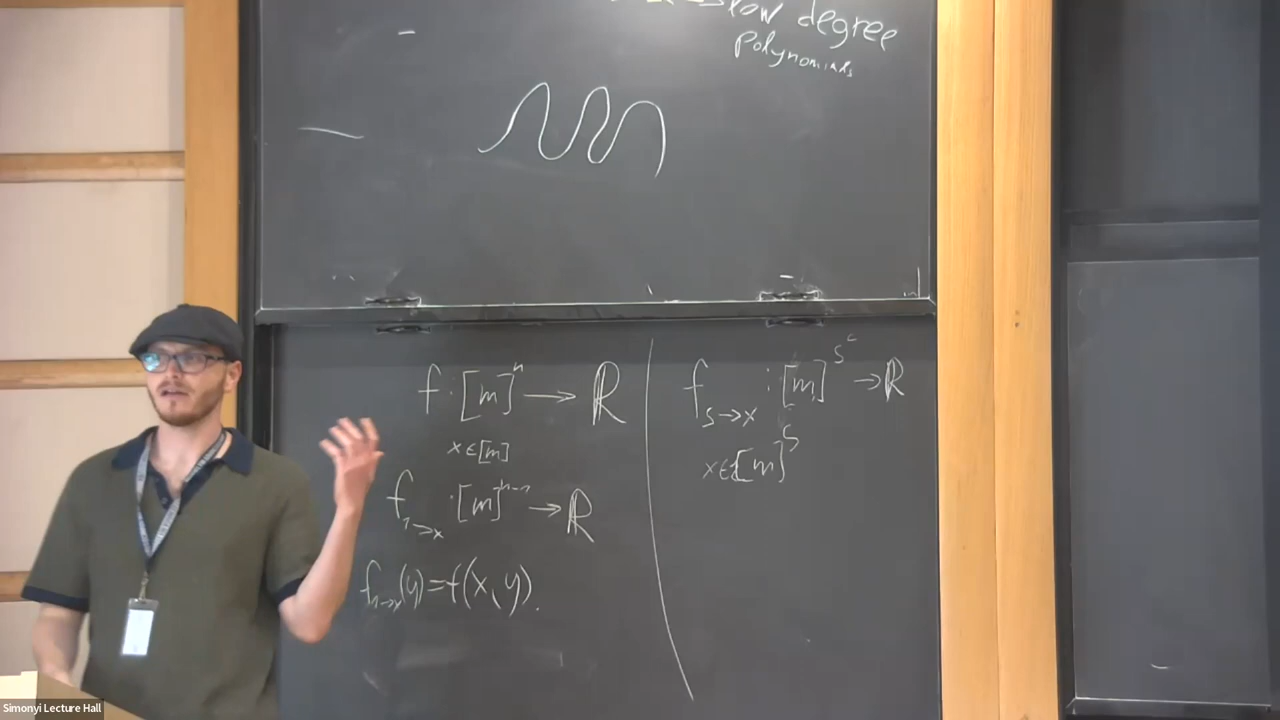 low degree
polynomials
f : [m]^n → ℝ
x∈[m]
f_{1→x} : [m]^{n-1} → ℝ
f_{1→x}(y) = f(x, y).
f_{S→x} : [m]^{S^c} → ℝ
x∈[m]^S
Simonyi Lecture Hall